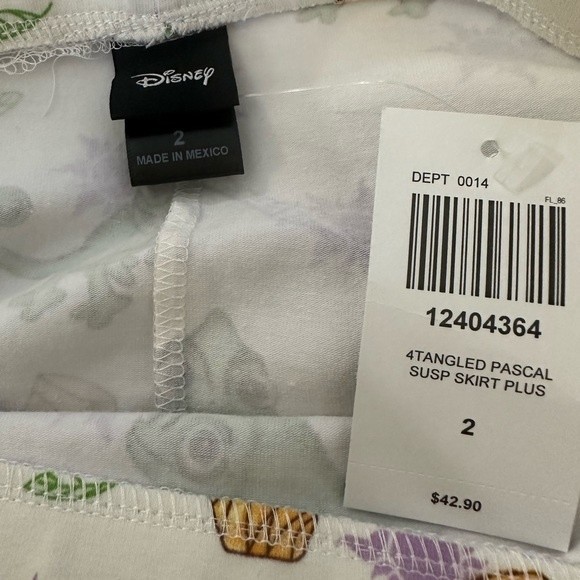 Disney
2
MADE IN MEXICO
DEPT 0014
FL_86
12404364
4TANGLED PASCAL
SUSP SKIRT PLUS
2
$42.90